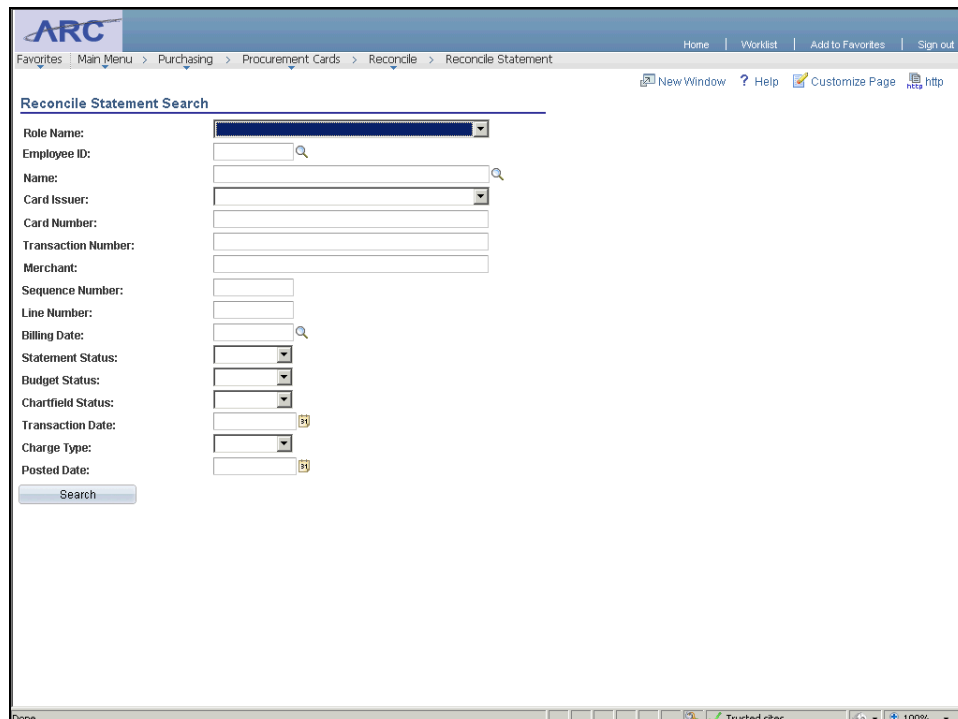 ARC
Home | Worklist | Add to Favorites | Sign out
Favorites Main Menu > Purchasing > Procurement Cards > Reconcile > Reconcile Statement
New Window ? Help Customize Page http
Reconcile Statement Search
Role Name:
Employee ID:
Name:
Card Issuer:
Card Number:
Transaction Number:
Merchant:
Sequence Number:
Line Number:
Billing Date:
Statement Status:
Budget Status:
Chartfield Status:
Transaction Date:
31
Charge Type:
Posted Date:
31
Search
Done Trusted sites 100%